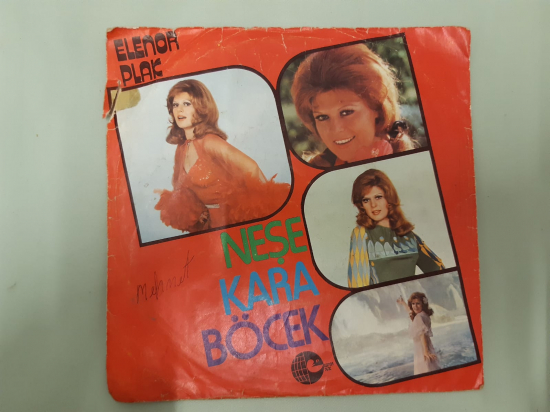 ELENOR
PLAK
NEŞE
KARA
BÖCEK
Mehmet